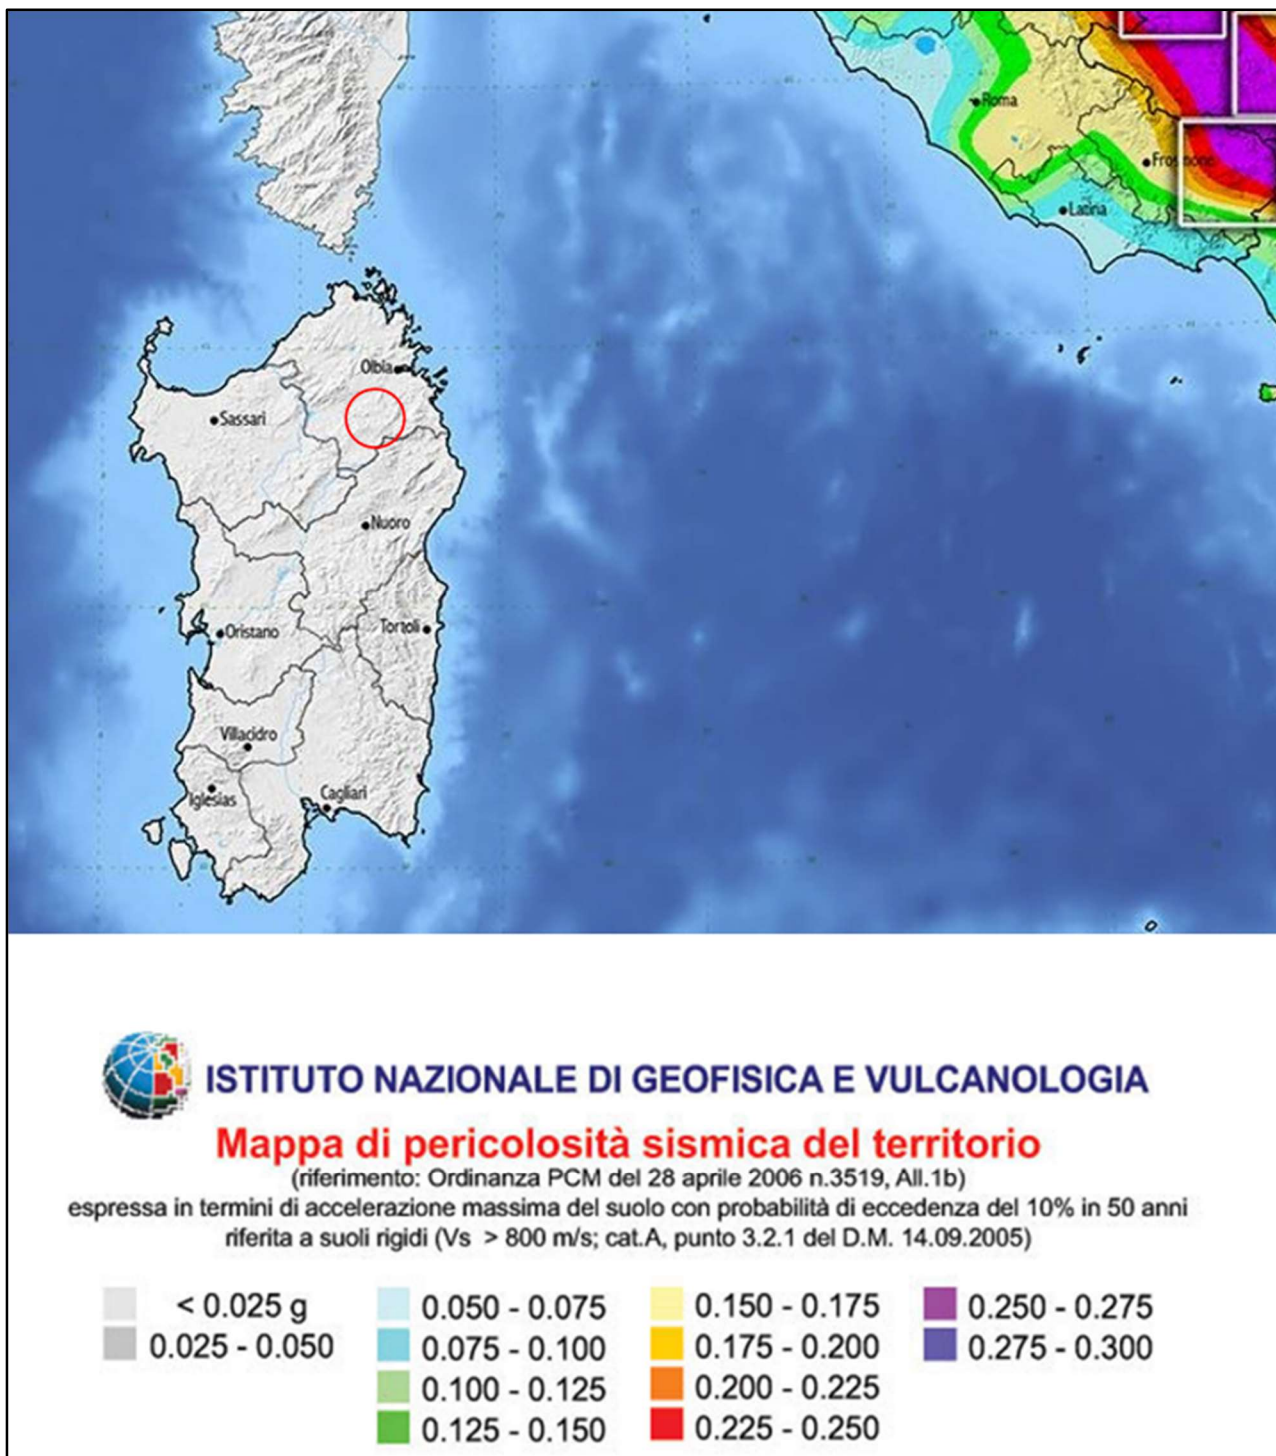 Roma
Frosinone
Latina
Olbia
Sassari
Nuoro
Oristano
Tortolì
Villacidro
Iglesias
Cagliari
ISTITUTO NAZIONALE DI GEOFISICA E VULCANOLOGIA
Mappa di pericolosità sismica del territorio
(riferimento: Ordinanza PCM del 28 aprile 2006 n.3519, All.1b)
espressa in termini di accelerazione massima del suolo con probabilità di eccedenza del 10% in 50 anni
riferita a suoli rigidi (Vs > 800 m/s; cat.A, punto 3.2.1 del D.M. 14.09.2005)
< 0.025 g
0.025 - 0.050
0.050 - 0.075
0.075 - 0.100
0.100 - 0.125
0.125 - 0.150
0.150 - 0.175
0.175 - 0.200
0.200 - 0.225
0.225 - 0.250
0.250 - 0.275
0.275 - 0.300